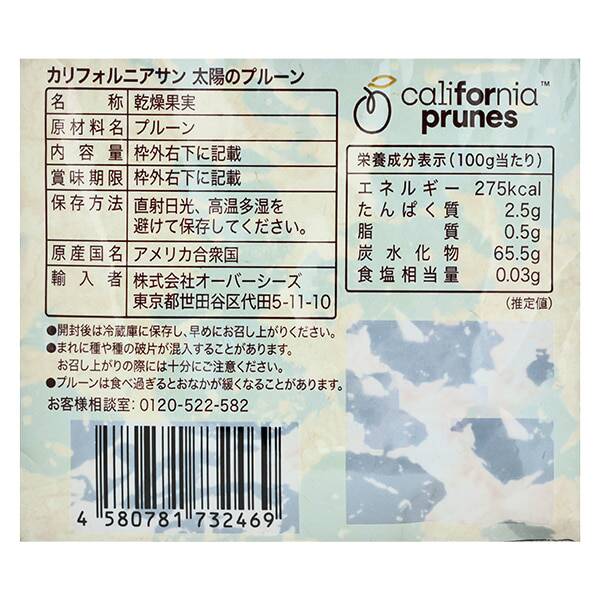 カリフォルニアサン 太陽のプルーン
名称 乾燥果実
原材料名 プルーン
内容量 枠外右下に記載
賞味期限 枠外右下に記載
保存方法 直射日光、高温多湿を
避けて保存してください。
原産国名 アメリカ合衆国
輸入者 株式会社オーバーシーズ
東京都世田谷区代田5-11-10
●開封後は冷蔵庫に保存し、早めにお召し上がりください。
●まれに種や種の破片が混入することがあります。
お召し上がりの際には十分にご注意ください。
●プルーンは食べ過ぎるとおなかが緩くなることがあります。
お客様相談室：0120-522-582
4 580781 732469
california™
prunes
栄養成分表示（100g当たり）
エネルギー 275kcal
たんぱく質 2.5g
脂質 0.5g
炭水化物 65.5g
食塩相当量 0.03g
（推定値）